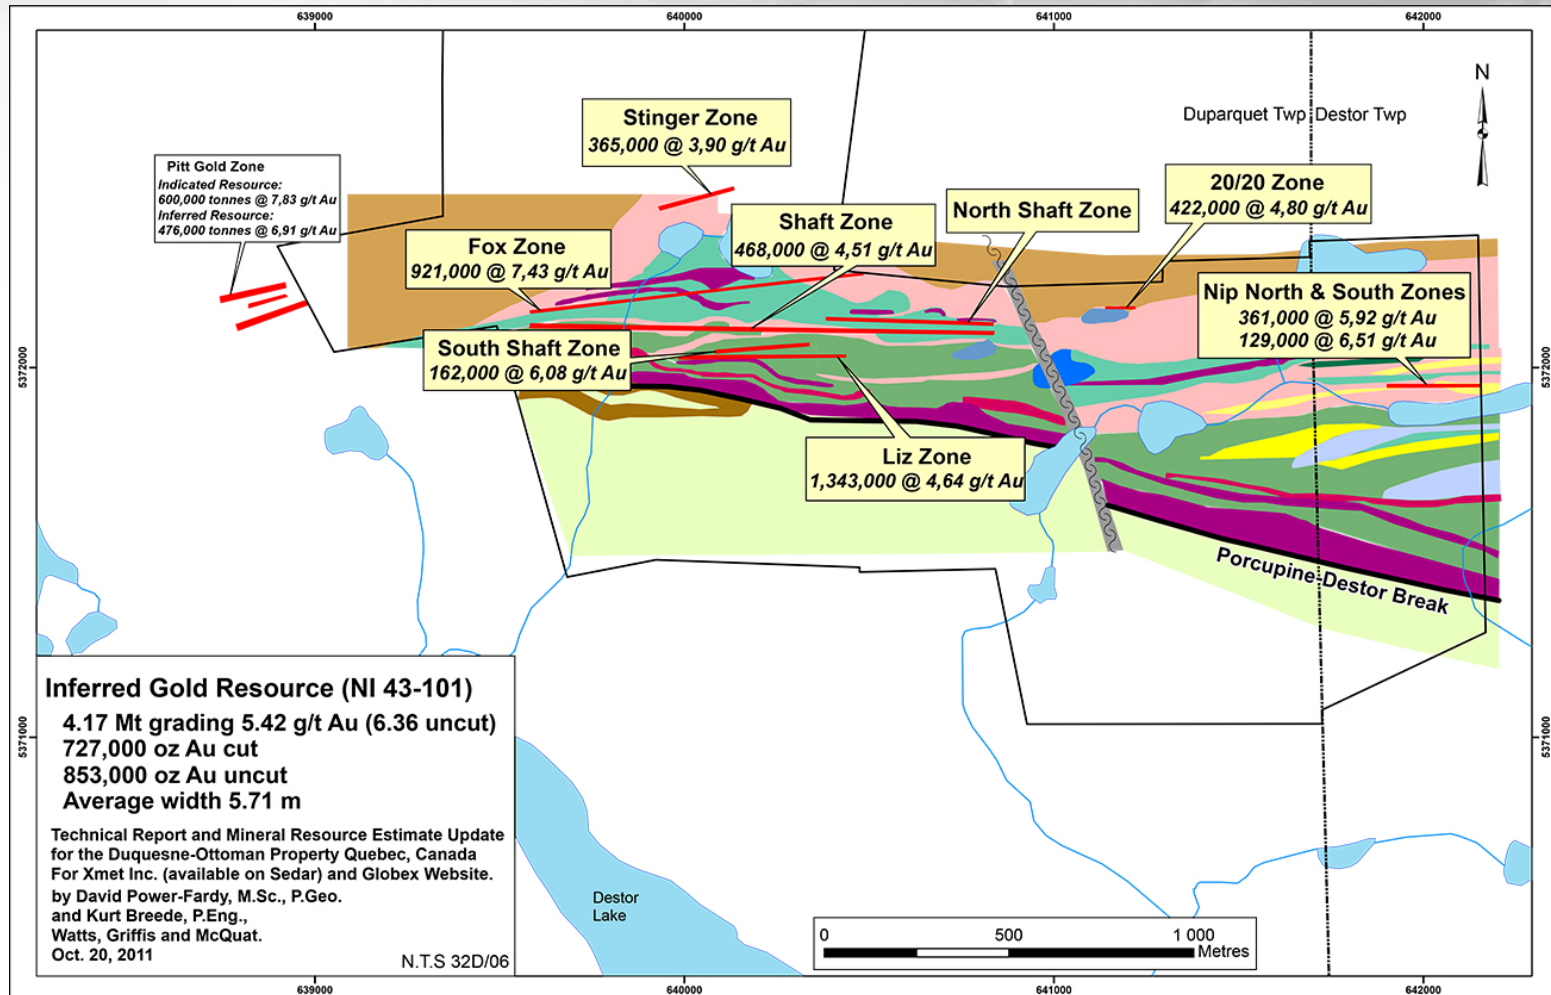 639000
640000
641000
642000
N
Duparquet Twp
Destor Twp
Stinger Zone
365,000 @ 3,90 g/t Au
Pitt Gold Zone
Indicated Resource:
600,000 tonnes @ 7,83 g/t Au
Inferred Resource:
476,000 tonnes @ 6,91 g/t Au
20/20 Zone
422,000 @ 4,80 g/t Au
North Shaft Zone
Shaft Zone
468,000 @ 4,51 g/t Au
Fox Zone
921,000 @ 7,43 g/t Au
Nip North & South Zones
361,000 @ 5,92 g/t Au
129,000 @ 6,51 g/t Au
South Shaft Zone
162,000 @ 6,08 g/t Au
5372000
5372000
Liz Zone
1,343,000 @ 4,64 g/t Au
Porcupine-Destor Break
Inferred Gold Resource (NI 43-101)
4.17 Mt grading 5.42 g/t Au (6.36 uncut)
727,000 oz Au cut
853,000 oz Au uncut
Average width 5.71 m
5371000
5371000
Technical Report and Mineral Resource Estimate Update
for the Duquesne-Ottoman Property Quebec, Canada
For Xmet Inc. (available on Sedar) and Globex Website.
by David Power-Fardy, M.Sc., P.Geo.
and Kurt Breede, P.Eng.,
Watts, Griffis and McQuat.
Oct. 20, 2011
N.T.S 32D/06
Destor
Lake
0
500
1 000
Metres
639000
640000
641000
642000